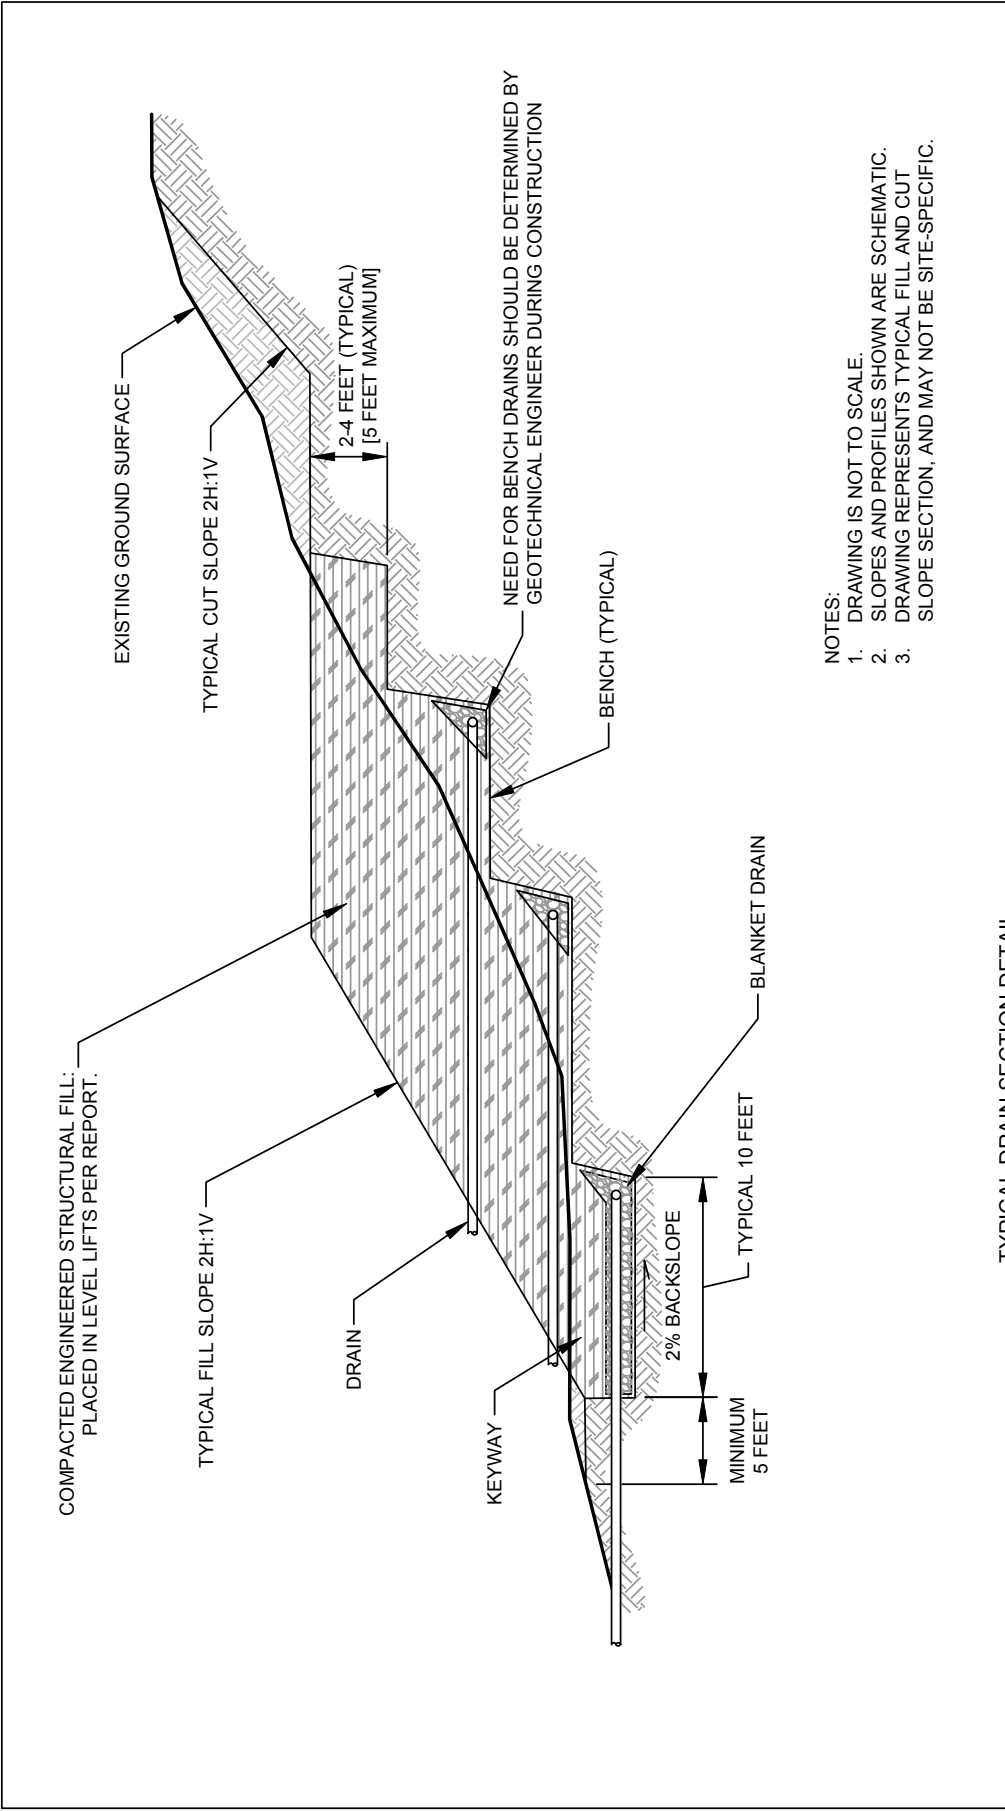 COMPACTED ENGINEERED STRUCTURAL FILL:
PLACED IN LEVEL LIFTS PER REPORT.
TYPICAL FILL SLOPE 2H:1V
DRAIN
KEYWAY
EXISTING GROUND SURFACE
TYPICAL CUT SLOPE 2H:1V
2-4 FEET (TYPICAL)
[5 FEET MAXIMUM]
NEED FOR BENCH DRAINS SHOULD BE DETERMINED BY
GEOTECHNICAL ENGINEER DURING CONSTRUCTION
BENCH (TYPICAL)
BLANKET DRAIN
TYPICAL 10 FEET
2% BACKSLOPE
MINIMUM
5 FEET
NOTES:
1. DRAWING IS NOT TO SCALE.
2. SLOPES AND PROFILES SHOWN ARE SCHEMATIC.
3. DRAWING REPRESENTS TYPICAL FILL AND CUT
SLOPE SECTION, AND MAY NOT BE SITE-SPECIFIC.
TYPICAL DRAIN SECTION DETAIL